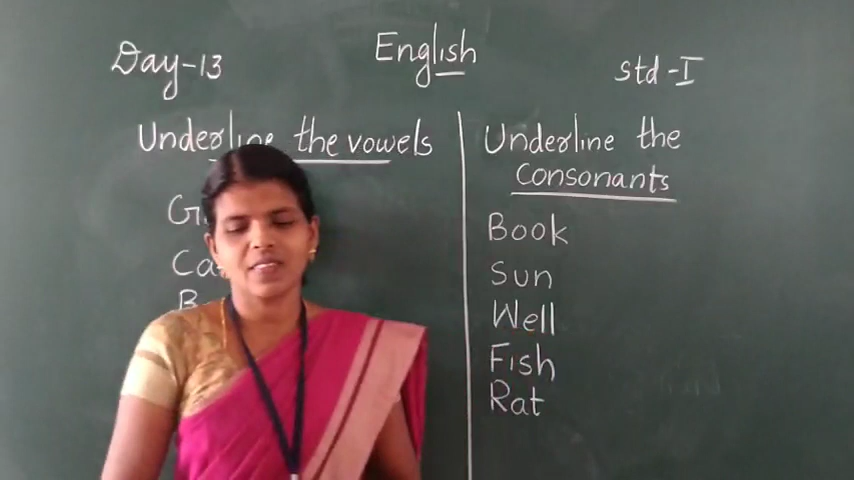 English
Day-13
std-I
Underline the vowels
Underline the
Consonants
Book
Sun
Well
Fish
Rat